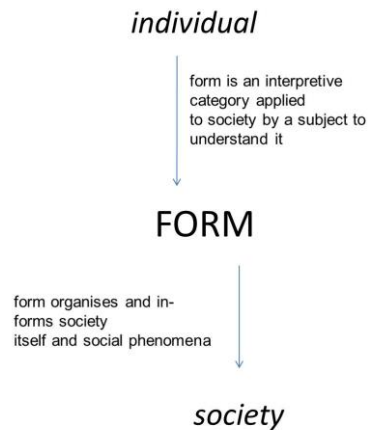 individual
form is an interpretive
category applied
to society by a subject to
understand it
FORM
form organises and in-
forms society
itself and social phenomena
society